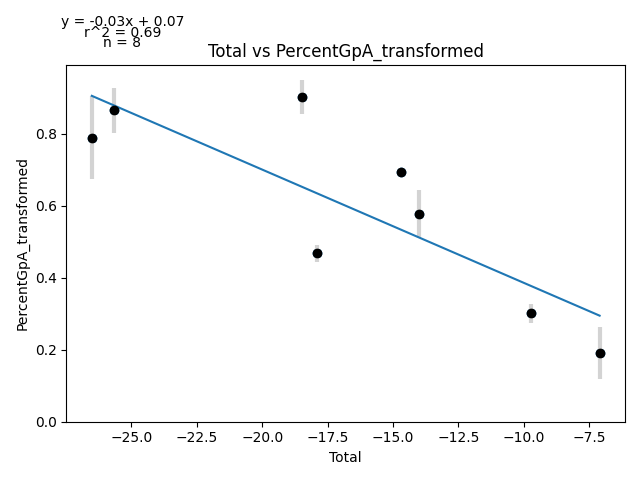 y = -0.03x + 0.07
r^2 = 0.69
n = 8
Total vs PercentGpA_transformed
PercentGpA_transformed
0.8
0.6
0.4
0.2
0.0
−25.0 −22.5 −20.0 −17.5 −15.0 −12.5 −10.0 −7.5
Total